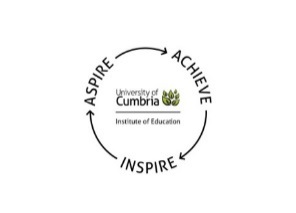 ASPIRE
ACHIEVE
University of
Cumbria
Institute of Education
INSPIRE